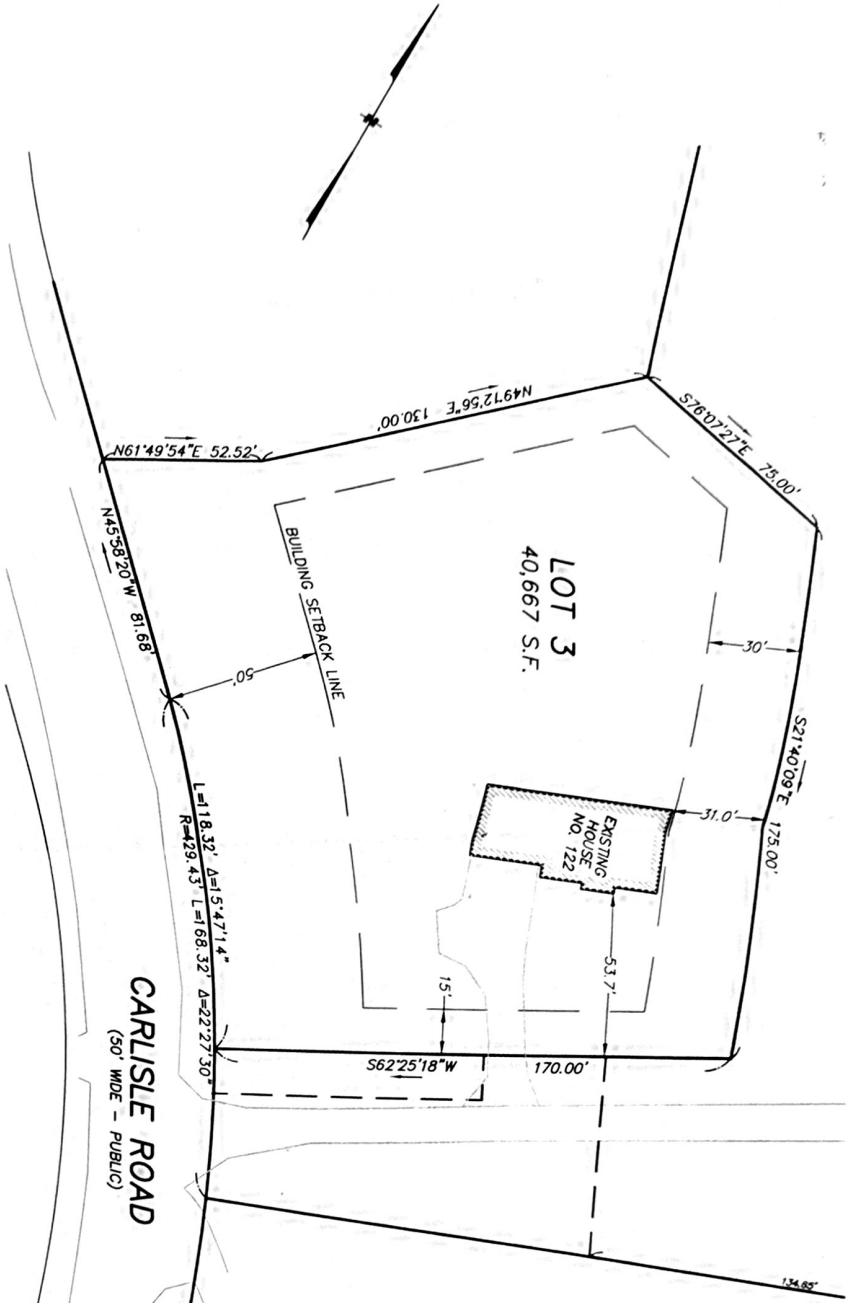 N
S76°07'27"E 75.00'
N49°12'56"E 130.00'
N61°49'54"E 52.52'
N45°58'20"W 81.68'
BUILDING SETBACK LINE
50'
LOT 3
40,667 S.F.
30'
S21°40'09"E 175.00'
31.0'
EXISTING
HOUSE
NO. 122
53.7'
15'
L=118.32' Δ=15°47'14"
R=429.43' L=168.32' Δ=22°27'30"
S62°25'18"W 170.00'
CARLISLE ROAD
(50' WIDE - PUBLIC)
134.85'